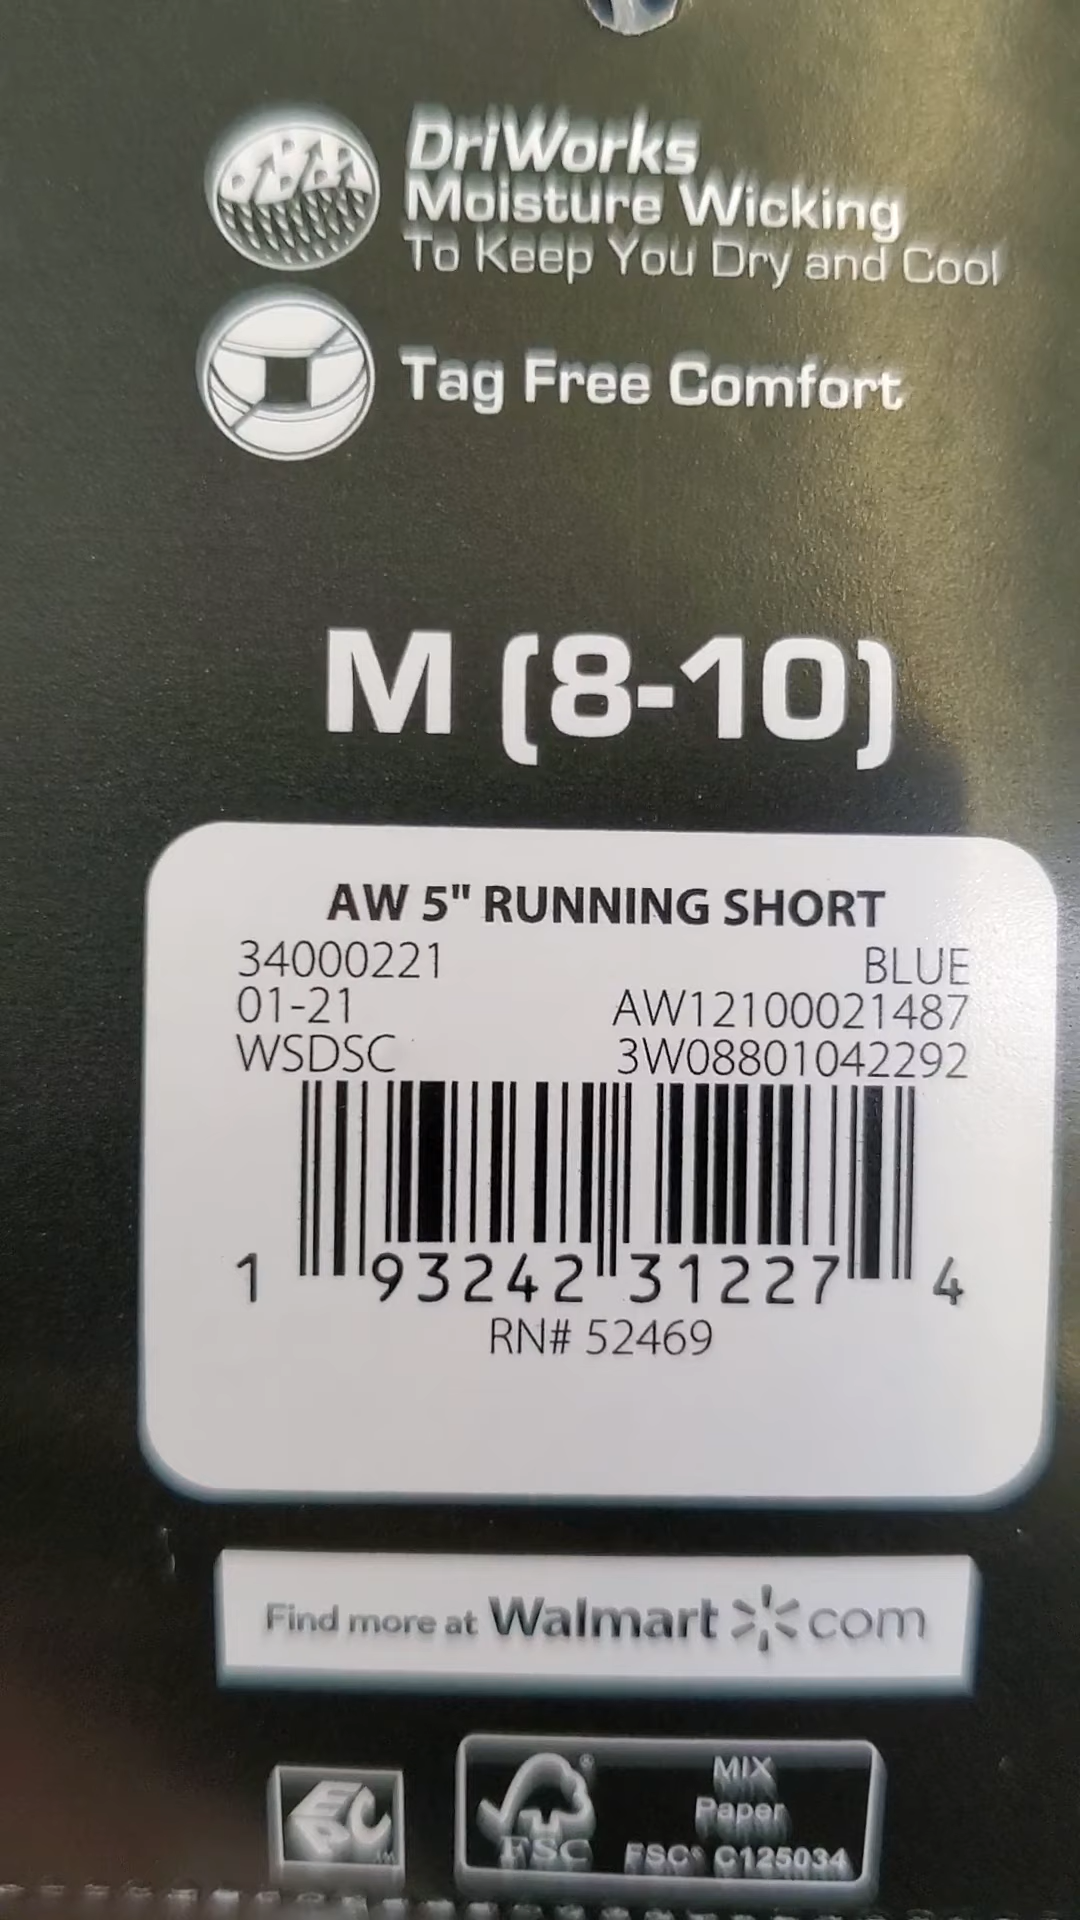 DriWorks
Moisture Wicking
To Keep You Dry and Cool
Tag Free Comfort
M (8-10)
AW 5" RUNNING SHORT
34000221 BLUE
01-21 AW12100021487
WSDSC 3W08801042292
1 93242 31227 4
RN# 52469
Find more at Walmart com
EPC
FSC® MIX
Paper
FSC® C125034